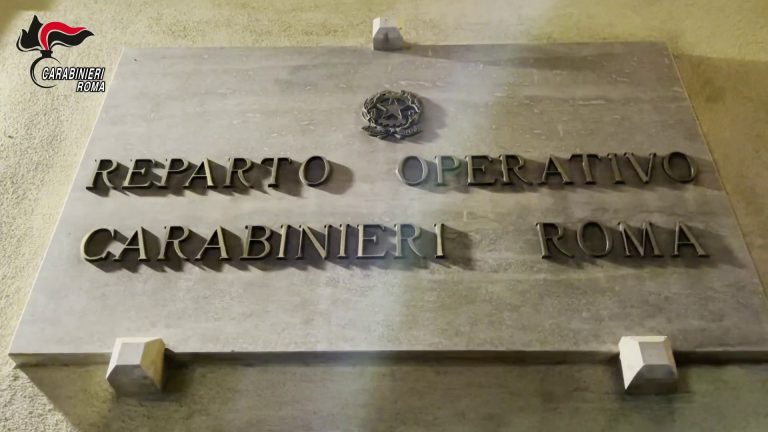 CARABINIERI
ROMA
REPARTO OPERATIVO
CARABINIERI ROMA